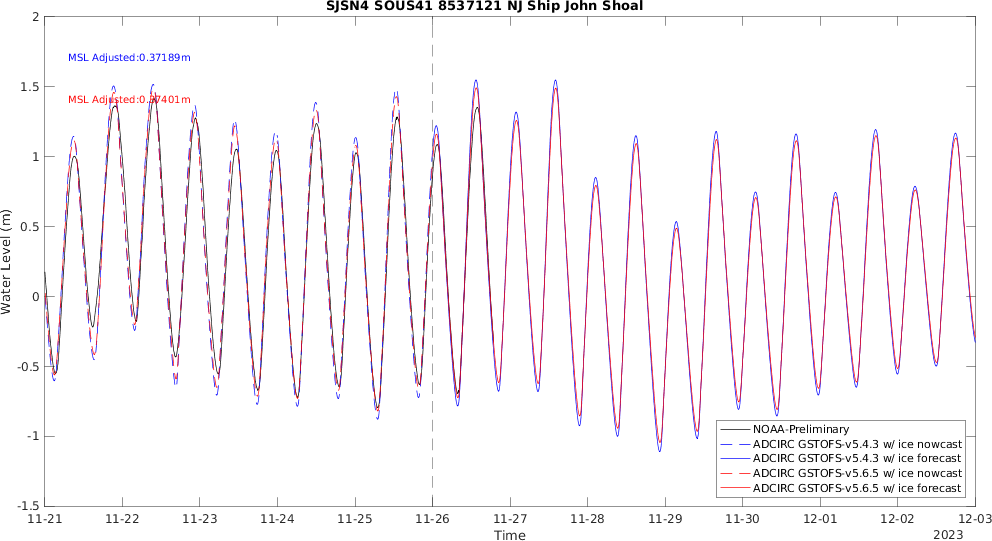 SJSN4 SOUS41 8537121 NJ Ship John Shoal
MSL Adjusted:0.37189m
MSL Adjusted:0.37401m
Water Level (m)
2
1.5
1
0.5
0
-0.5
-1
-1.5
NOAA-Preliminary
ADCIRC GSTOFS-v5.4.3 w/ ice nowcast
ADCIRC GSTOFS-v5.4.3 w/ ice forecast
ADCIRC GSTOFS-v5.6.5 w/ ice nowcast
ADCIRC GSTOFS-v5.6.5 w/ ice forecast
11-21 11-22 11-23 11-24 11-25 11-26 11-27 11-28 11-29 11-30 12-01 12-02 12-03
Time
2023